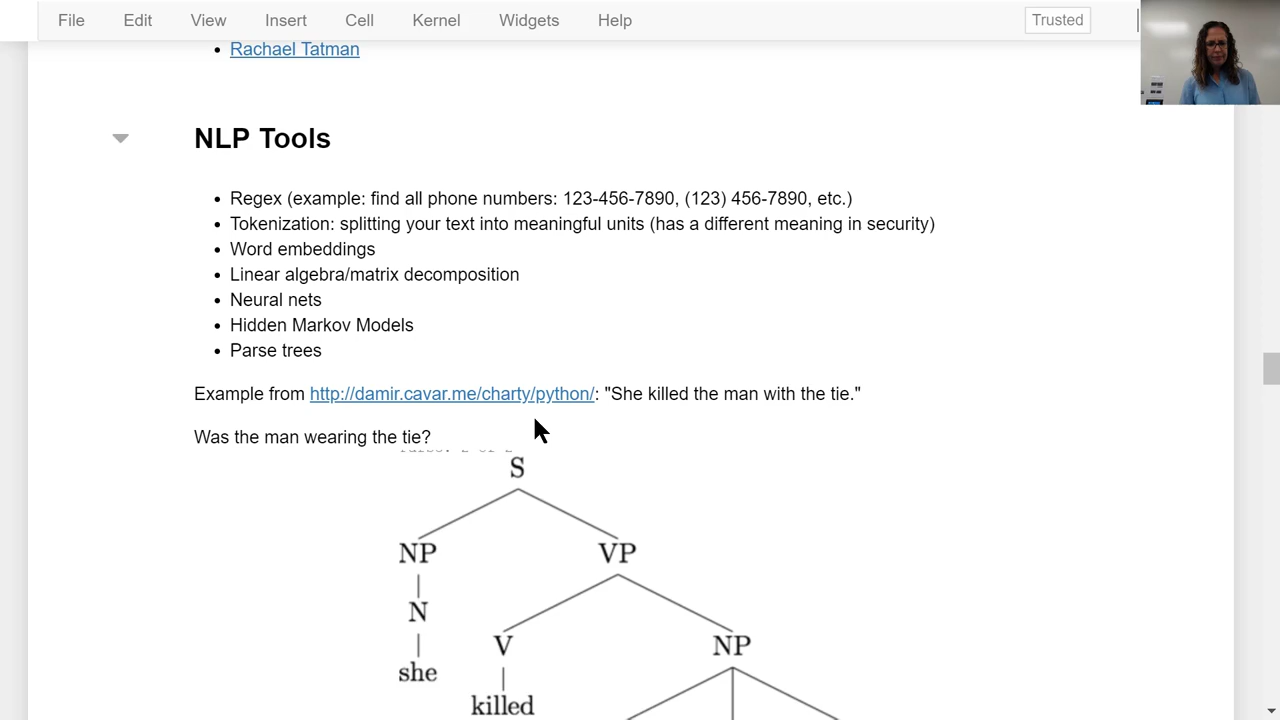 File Edit View Insert Cell Kernel Widgets Help Trusted
Rachael Tatman
NLP Tools
Regex (example: find all phone numbers: 123-456-7890, (123) 456-7890, etc.)
Tokenization: splitting your text into meaningful units (has a different meaning in security)
Word embeddings
Linear algebra/matrix decomposition
Neural nets
Hidden Markov Models
Parse trees
Example from http://damir.cavar.me/charty/python/: "She killed the man with the tie."
Was the man wearing the tie?
S
NP VP
N
V NP
she
killed